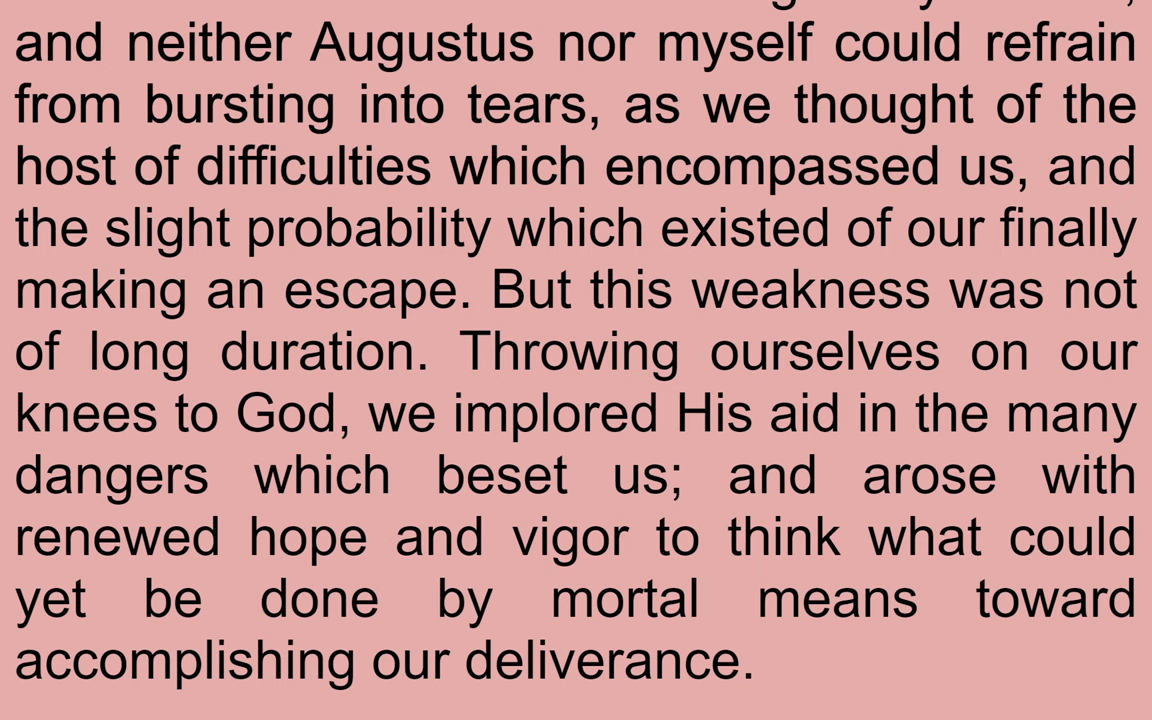 and neither Augustus nor myself could refrain
from bursting into tears, as we thought of the
host of difficulties which encompassed us, and
the slight probability which existed of our finally
making an escape. But this weakness was not
of long duration. Throwing ourselves on our
knees to God, we implored His aid in the many
dangers which beset us; and arose with
renewed hope and vigor to think what could
yet be done by mortal means toward
accomplishing our deliverance.